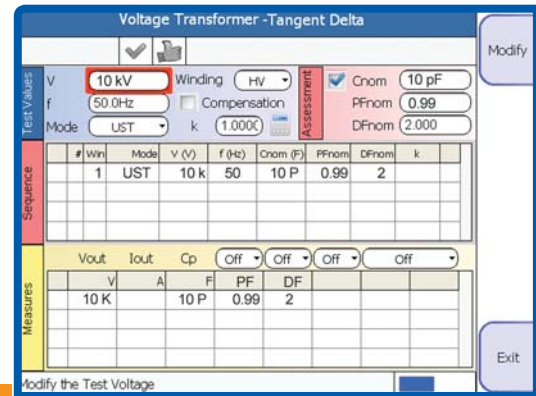 Voltage Transformer -Tangent Delta
Modify
Test Values
V 10 kV Winding HV Assessment Cnom 10 pF
f 50.0Hz Compensation PFnom 0.99
Mode UST k (1.000 DFnom 2.000
Sequence
# Win Mode V (V) f (Hz) Cnom (F) PFnom DFnom k
1 UST 10 k 50 10 P 0.99 2
Measures
Vout Iout Cp Off Off Off Off
V A F PF DF
10 K 10 P 0.99 2
Exit
Modify the Test Voltage